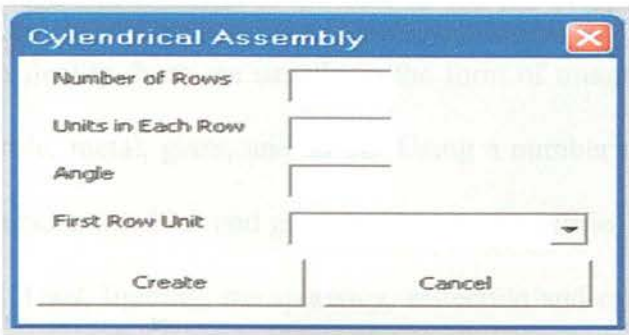 Cylendrical Assembly
Number of Rows
Units in Each Row
Angle
First Row Unit
Create Cancel